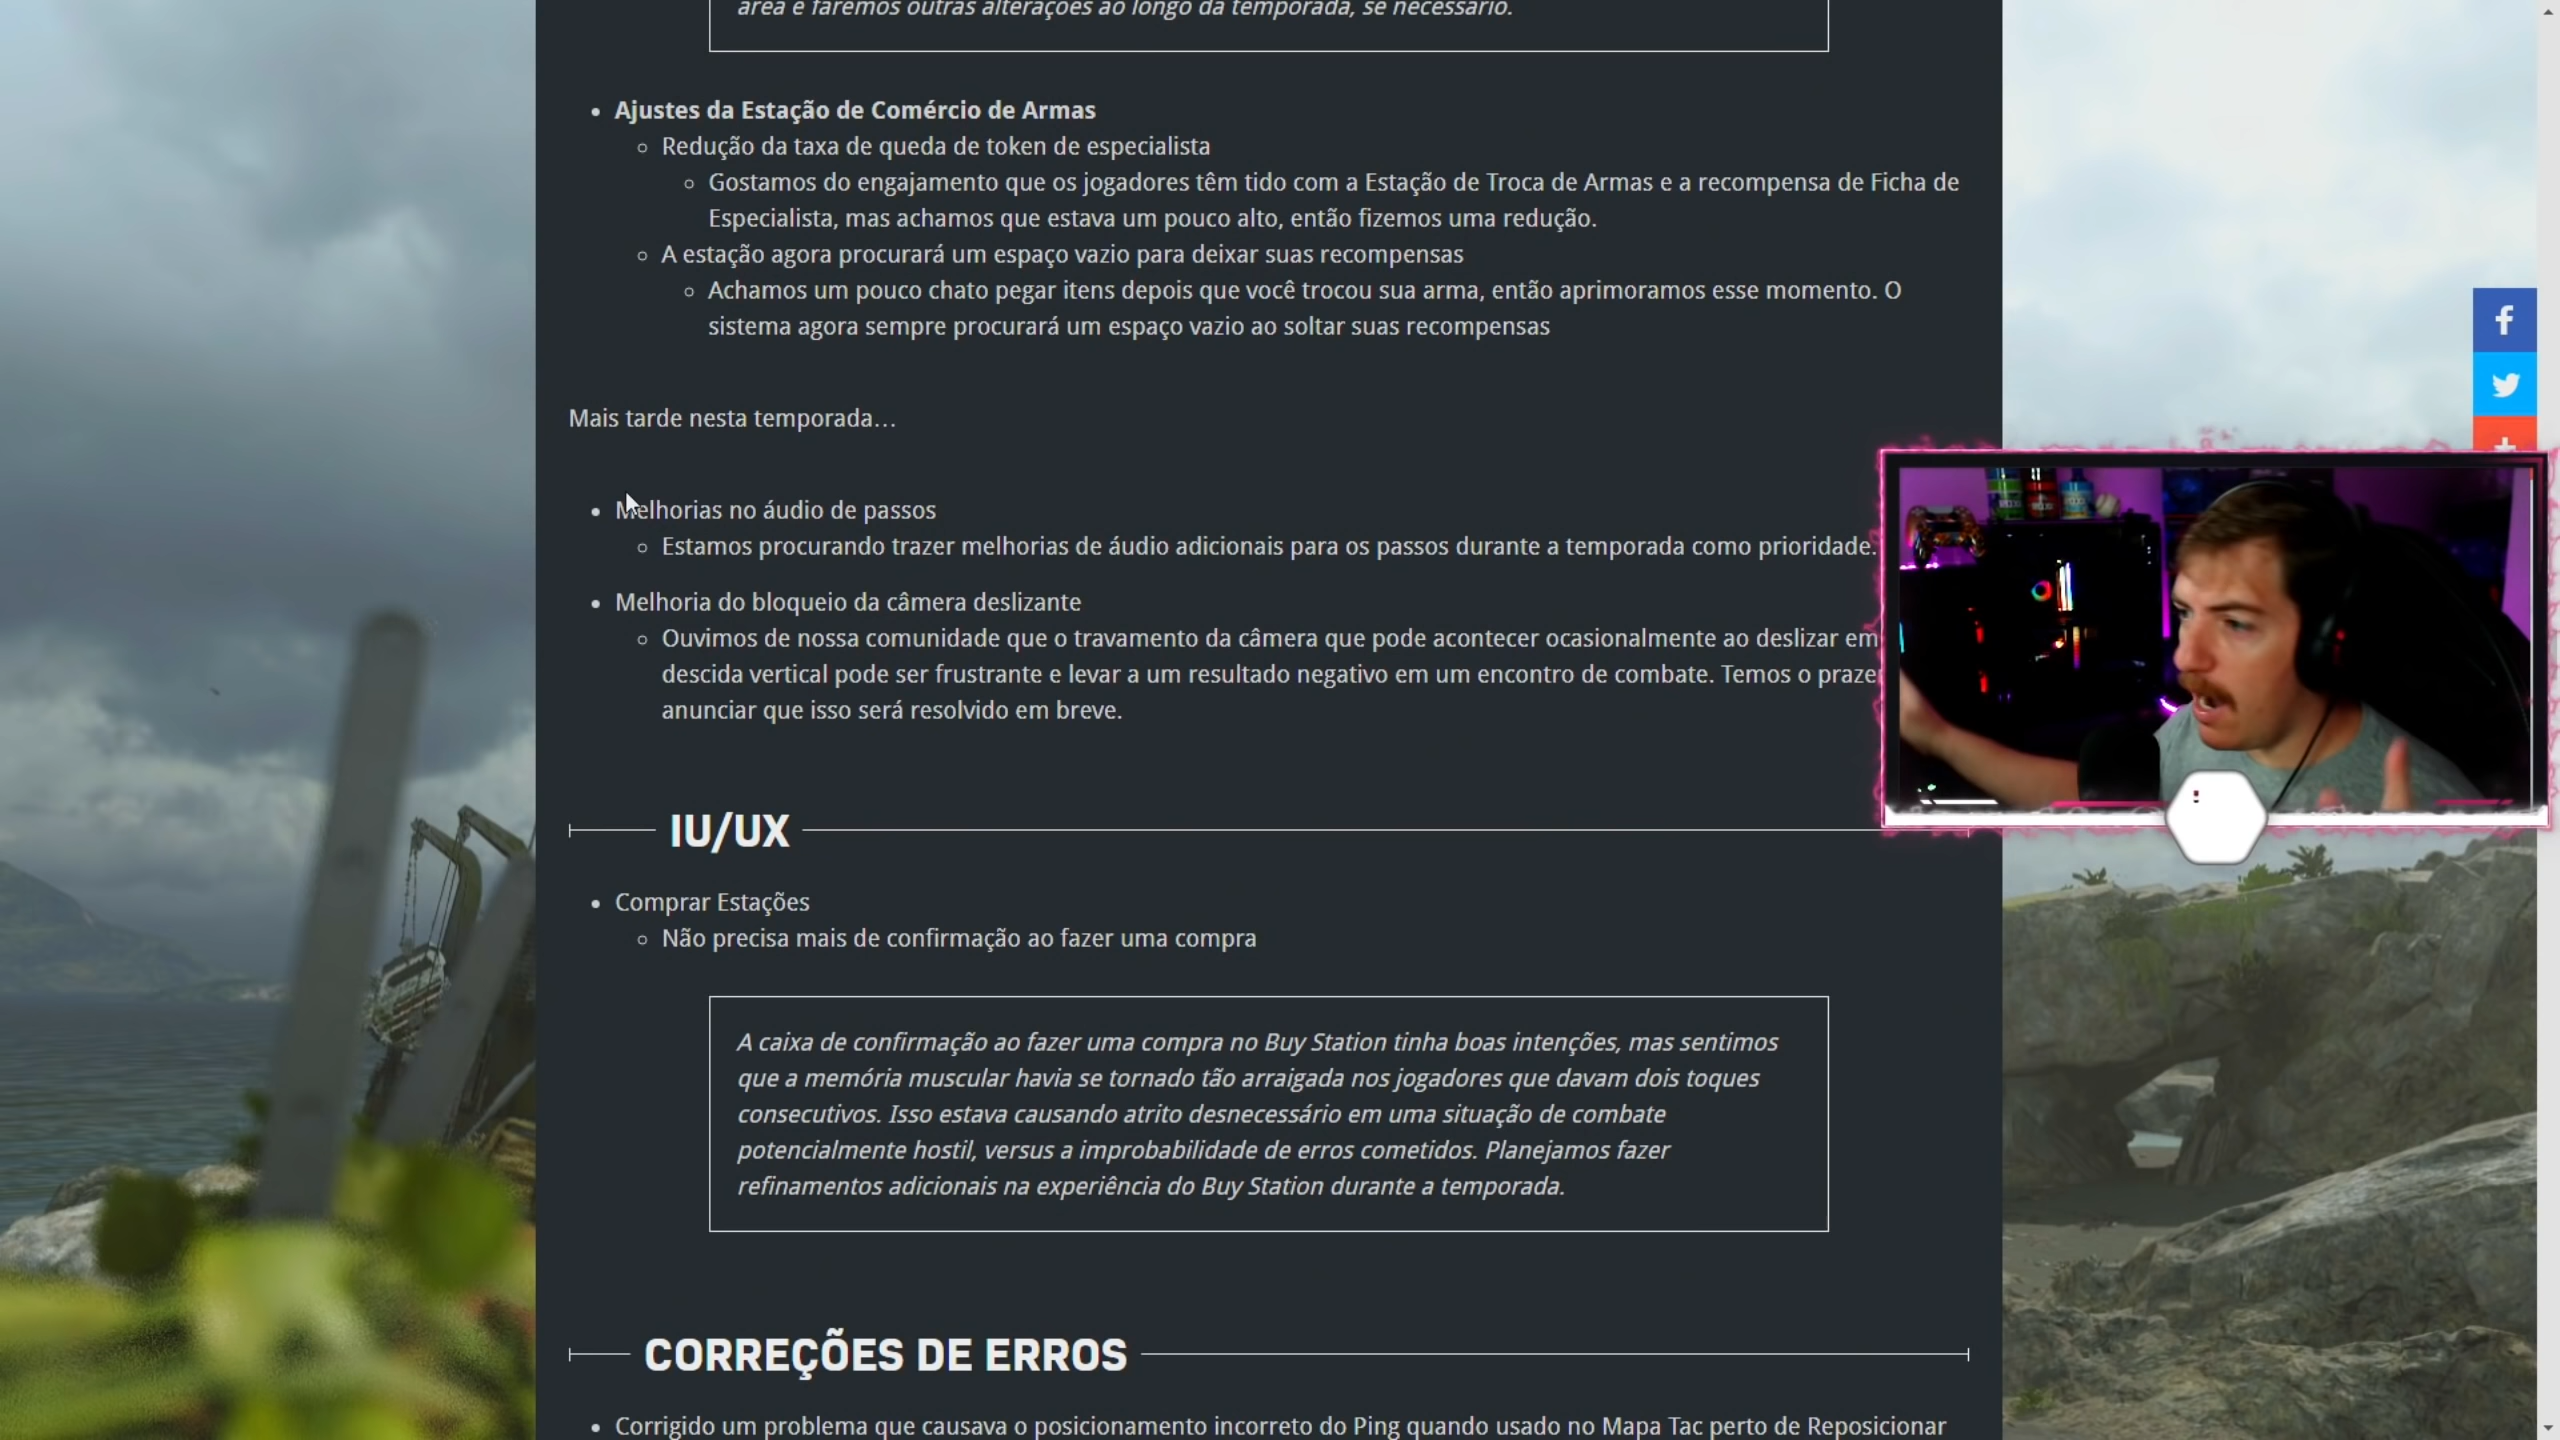 área e faremos outras alterações ao longo da temporada, se necessário.
Ajustes da Estação de Comércio de Armas
Redução da taxa de queda de token de especialista
Gostamos do engajamento que os jogadores têm tido com a Estação de Troca de Armas e a recompensa de Ficha de
Especialista, mas achamos que estava um pouco alto, então fizemos uma redução.
A estação agora procurará um espaço vazio para deixar suas recompensas
Achamos um pouco chato pegar itens depois que você trocou sua arma, então aprimoramos esse momento. O
sistema agora sempre procurará um espaço vazio ao soltar suas recompensas
Mais tarde nesta temporada…
Melhorias no áudio de passos
Estamos procurando trazer melhorias de áudio adicionais para os passos durante a temporada como prioridade.
Melhoria do bloqueio da câmera deslizante
Ouvimos de nossa comunidade que o travamento da câmera que pode acontecer ocasionalmente ao deslizar em
descida vertical pode ser frustrante e levar a um resultado negativo em um encontro de combate. Temos o prazer
anunciar que isso será resolvido em breve.
IU/UX
Comprar Estações
Não precisa mais de confirmação ao fazer uma compra
A caixa de confirmação ao fazer uma compra no Buy Station tinha boas intenções, mas sentimos
que a memória muscular havia se tornado tão arraigada nos jogadores que davam dois toques
consecutivos. Isso estava causando atrito desnecessário em uma situação de combate
potencialmente hostil, versus a improbabilidade de erros cometidos. Planejamos fazer
refinamentos adicionais na experiência do Buy Station durante a temporada.
CORREÇÕES DE ERROS
Corrigido um problema que causava o posicionamento incorreto do Ping quando usado no Mapa Tac perto de Reposicionar